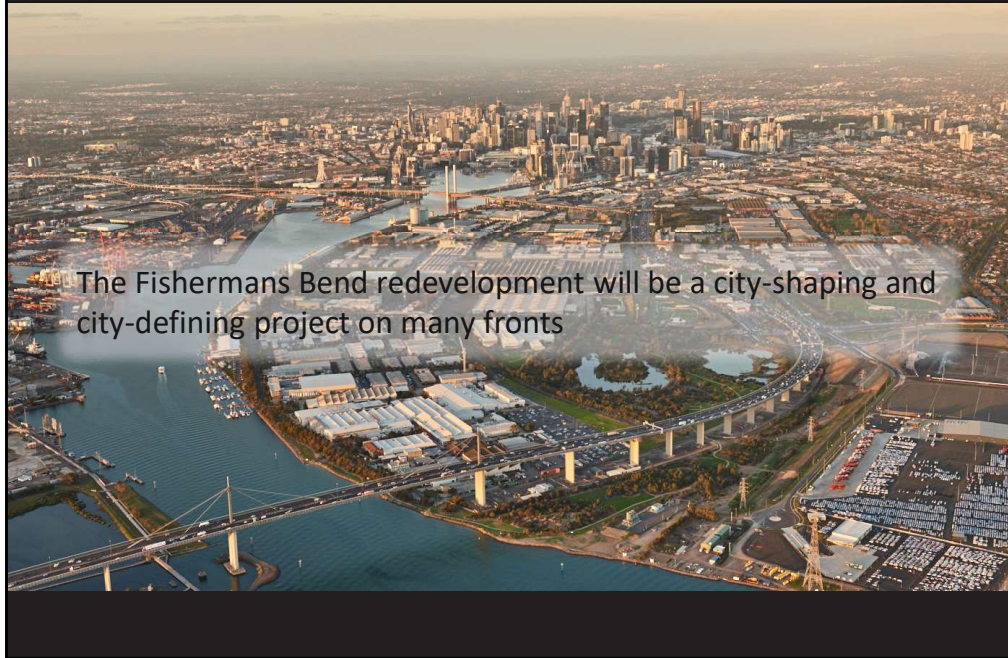 The Fishermans Bend redevelopment will be a city-shaping and
city-defining project on many fronts